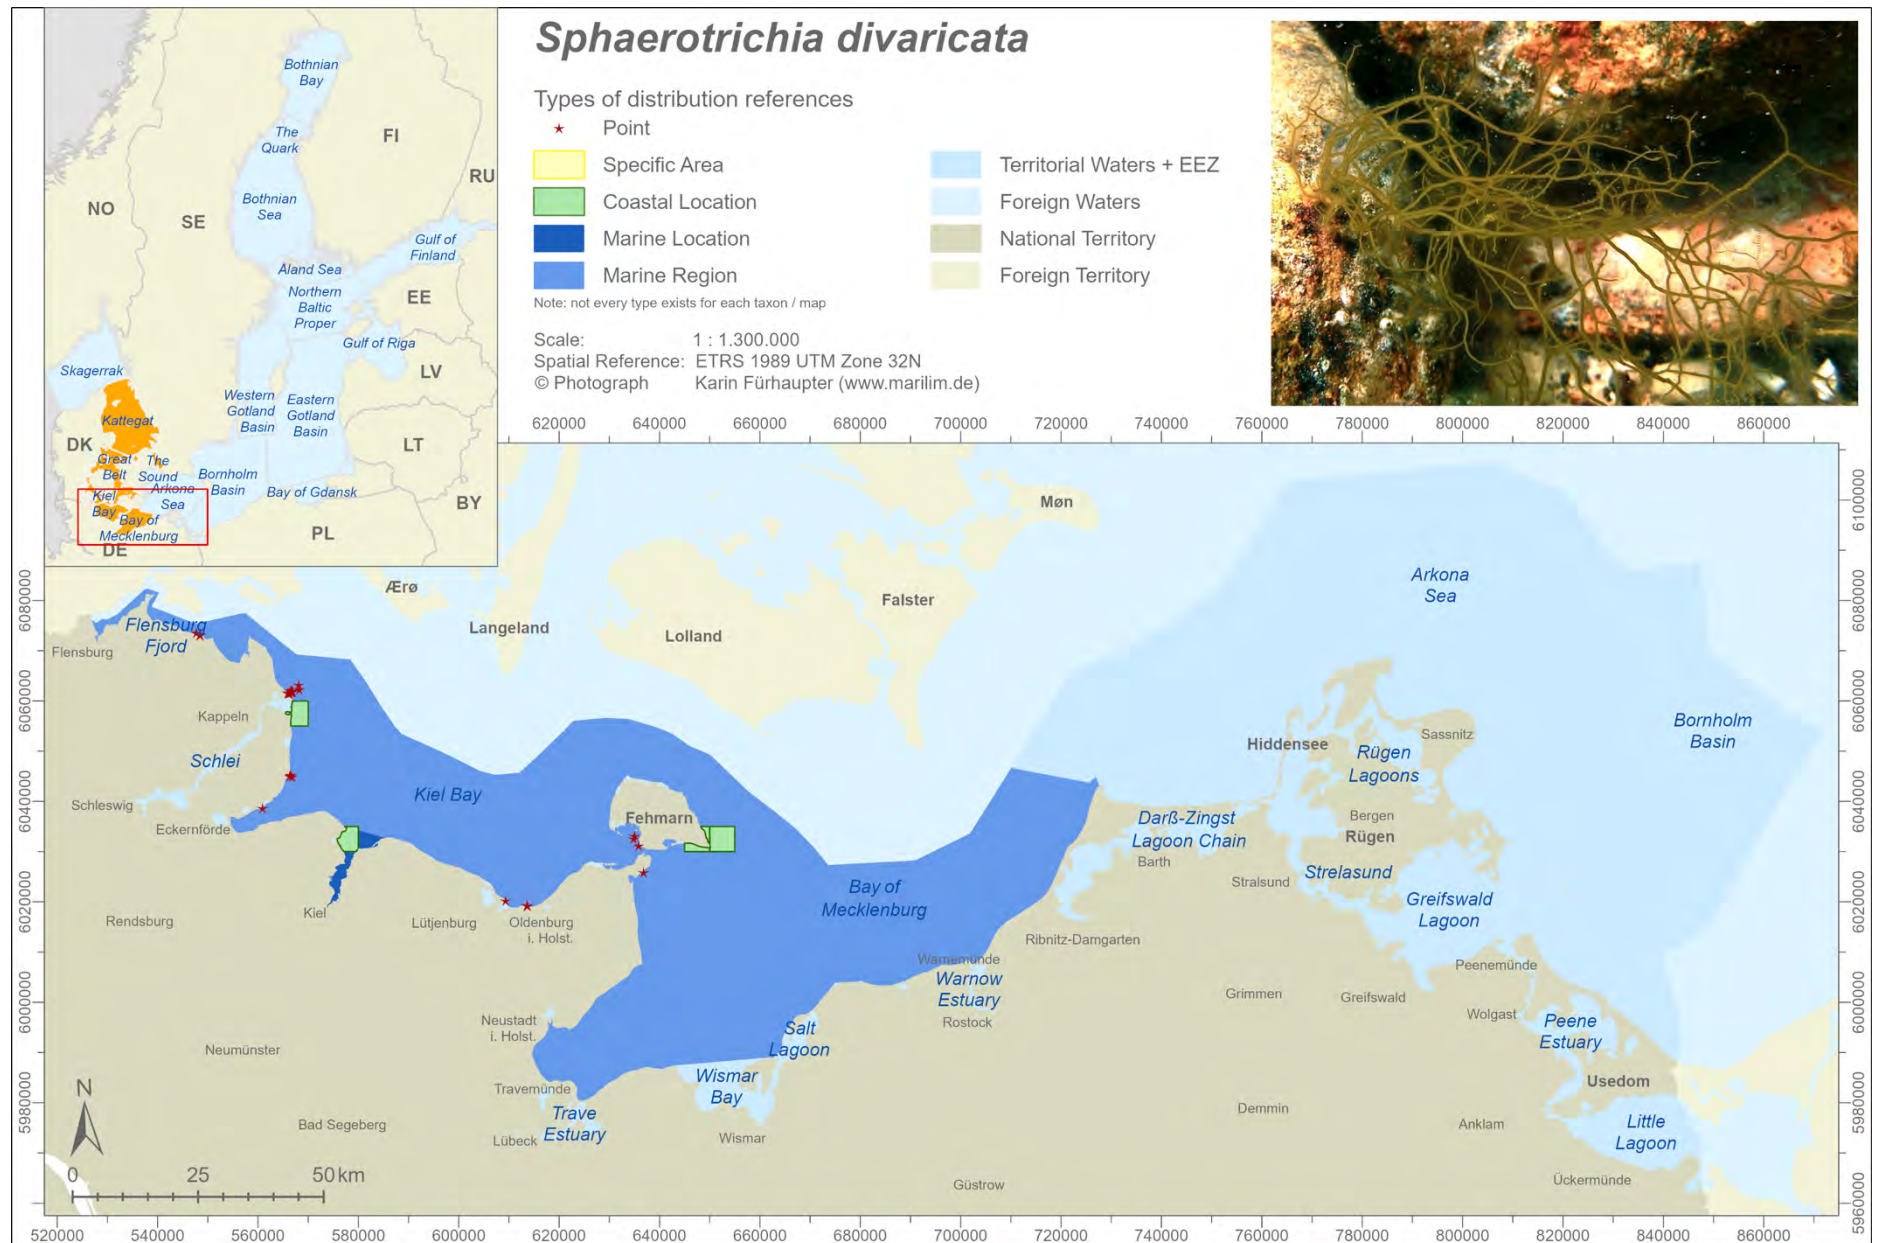 Sphaerotrichia divaricata
Types of distribution references
Point
Specific Area
Coastal Location
Marine Location
Marine Region
Note: not every type exists for each taxon / map
Territorial Waters + EEZ
Foreign Waters
National Territory
Foreign Territory
Scale: 1 : 1.300.000
Spatial Reference: ETRS 1989 UTM Zone 32N
© Photograph Karin Fürhaupter (www.marilim.de)
Bothnian
Bay
The
Quark
FI
RU
NO
SE
Bothnian
Sea
Gulf of
Finland
Åland Sea
Northern
Baltic
Proper
EE
Gulf of Riga
Skagerrak
LV
Western
Gotland
Basin
Eastern
Gotland
Basin
Kattegat
DK
LT
Great
Belt
The
Sound
Bornholm
Basin
Arkona
Sea
Kiel
Bay
Bay of Gdansk
BY
Bay of
Mecklenburg
PL
DE
620000 640000 660000 680000 700000 720000 740000 760000 780000 800000 820000 840000 860000
6100000
6080000
6060000
6040000
6020000
6000000
5980000
5960000
6080000
6060000
6040000
6020000
6000000
5980000
Møn
Ærø
Langeland
Lolland
Falster
Arkona
Sea
Flensburg
Fjord
Flensburg
Kappeln
Schlei
Schleswig
Eckernförde
Kiel Bay
Fehmarn
Hiddensee
Sassnitz
Rügen
Lagoons
Bornholm
Basin
Bergen
Rügen
Darß-Zingst
Lagoon Chain
Barth
Stralsund
Strelasund
Greifswald
Lagoon
Bay of
Mecklenburg
Rendsburg
Kiel
Lütjenburg
Oldenburg
i. Holst.
Ribnitz-Damgarten
Warnemünde
Warnow
Estuary
Rostock
Peenemünde
Grimmen
Greifswald
Wolgast
Peene
Estuary
Neustadt
i. Holst.
Salt
Lagoon
Neumünster
Travemünde
Wismar
Bay
Usedom
Trave
Estuary
Bad Segeberg
Lübeck
Wismar
Demmin
Anklam
Little
Lagoon
Güstrow
Ückermünde
N
0 25 50 km
520000 540000 560000 580000 600000 620000 640000 660000 680000 700000 720000 740000 760000 780000 800000 820000 840000 860000